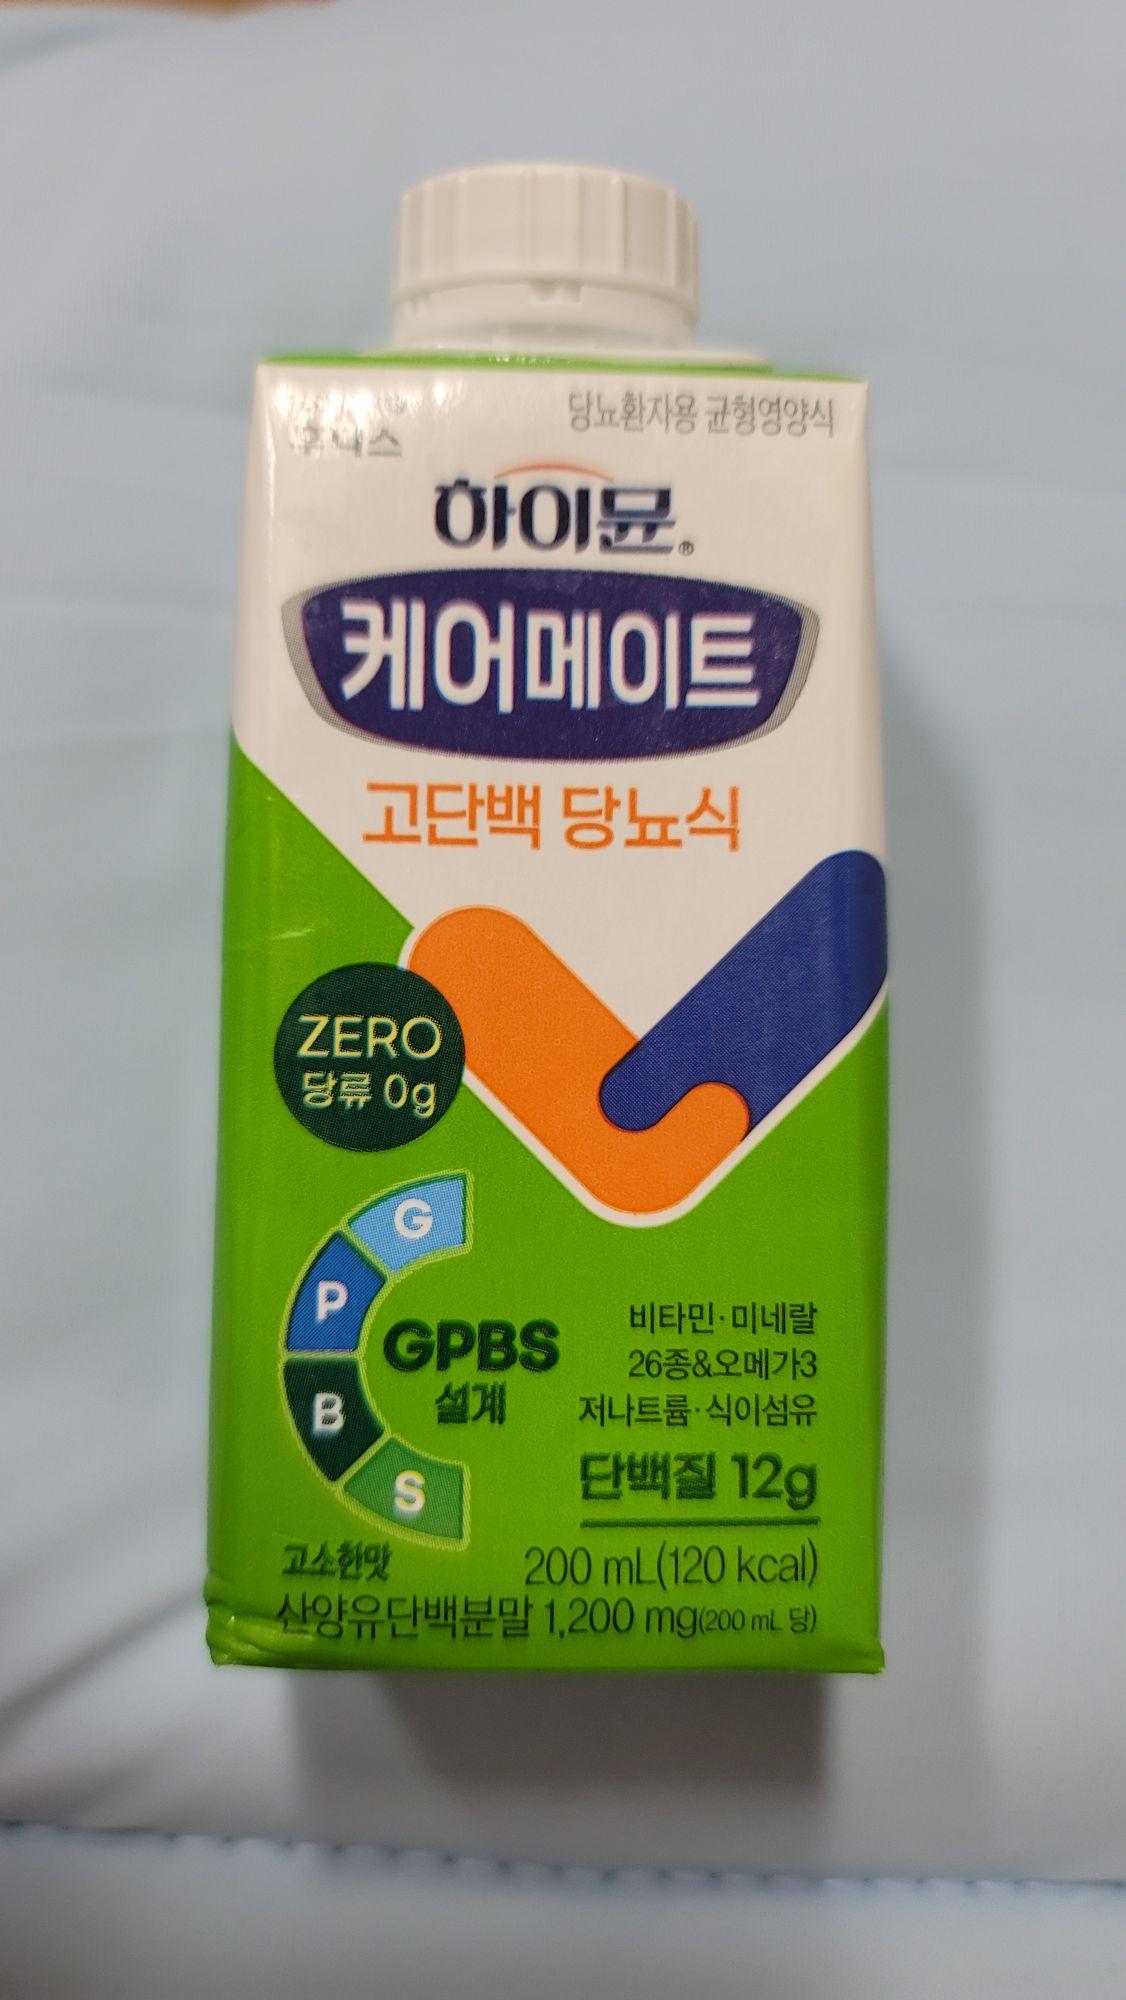 당뇨환자용 균형영양식
하이뮨®
케어메이트
고단백 당뇨식
ZERO
당류 0g
G
P
B
S
GPBS
설계
비타민·미네랄
26종&오메가3
저나트륨·식이섬유
단백질 12g
고소한맛
200 mL(120 kcal)
산양유단백분말 1,200 mg(200 mL 당)